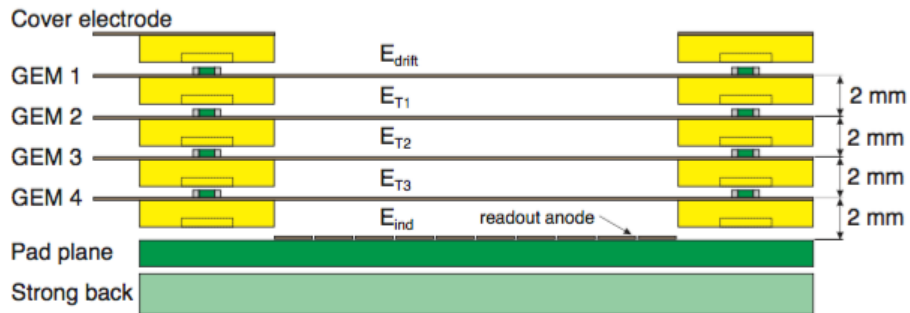 Cover electrode
E_drift
GEM 1
E_T1
2 mm
GEM 2
E_T2
2 mm
GEM 3
E_T3
2 mm
GEM 4
E_ind
readout anode
2 mm
Pad plane
Strong back